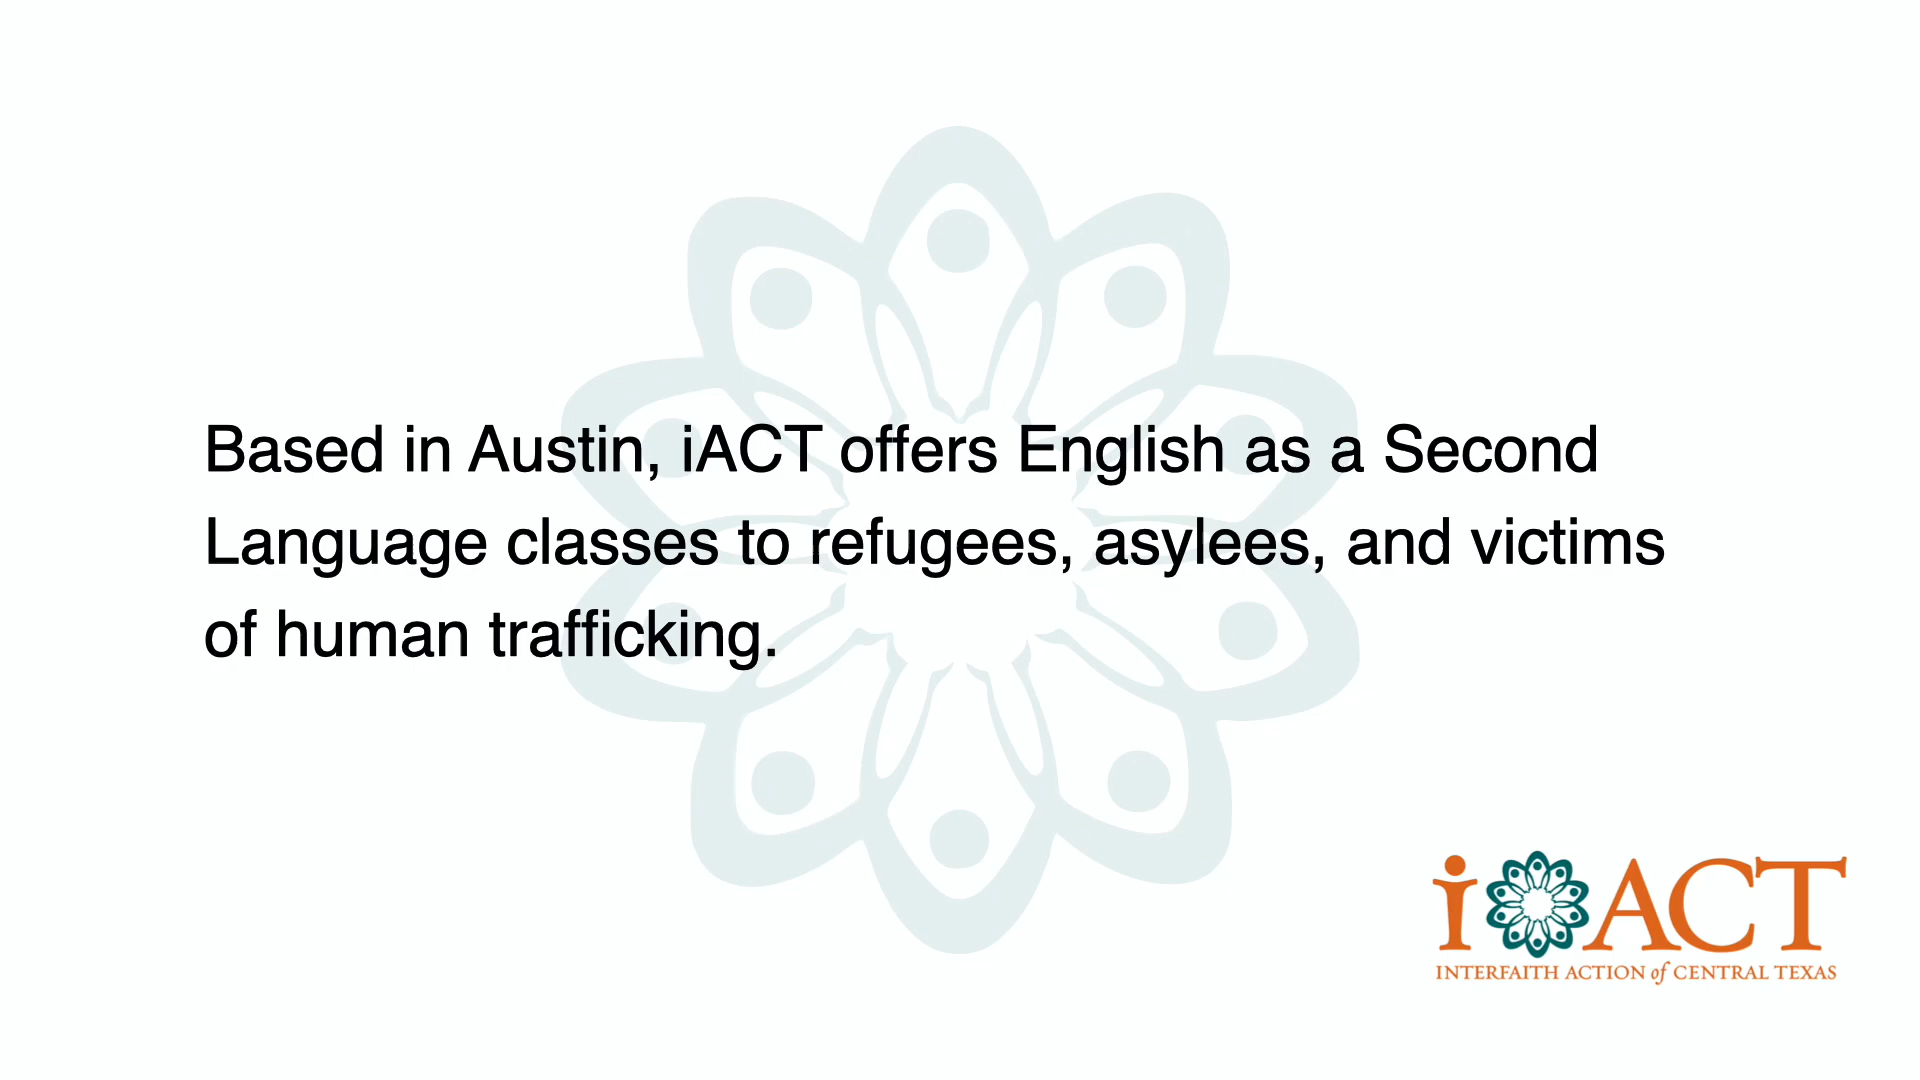 Based in Austin, iACT offers English as a Second
Language classes to refugees, asylees, and victims
of human trafficking.
iACT
INTERFAITH ACTION of CENTRAL TEXAS